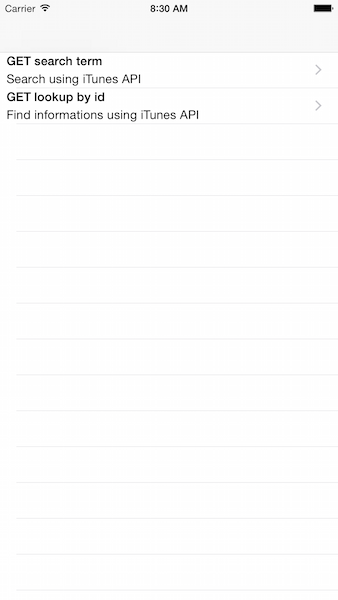 Carrier 8:30 AM
GET search term
Search using iTunes API
GET lookup by id
Find informations using iTunes API